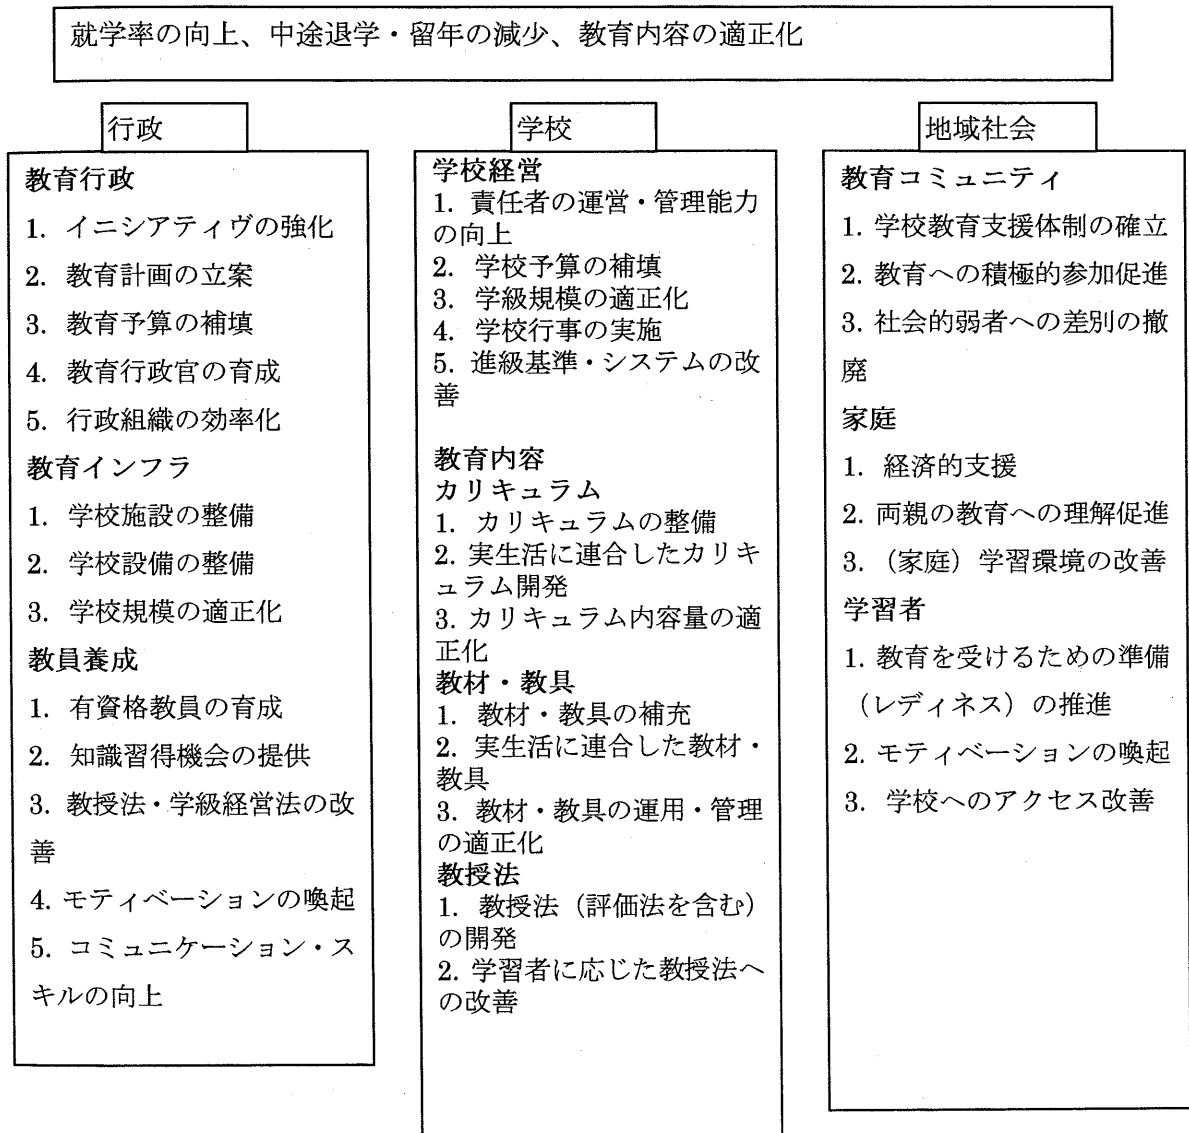 就学率の向上、中途退学・留年の減少、教育内容の適正化
行政
教育行政
1. イニシアティヴの強化
2. 教育計画の立案
3. 教育予算の補填
4. 教育行政官の育成
5. 行政組織の効率化
教育インフラ
1. 学校施設の整備
2. 学校設備の整備
3. 学校規模の適正化
教員養成
1. 有資格教員の育成
2. 知識習得機会の提供
3. 教授法・学級経営法の改
善
4. モティベーションの喚起
5. コミュニケーション・ス
キルの向上
学校
学校経営
1. 責任者の運営・管理能力
の向上
2. 学校予算の補填
3. 学級規模の適正化
4. 学校行事の実施
5. 進級基準・システムの改
善
教育内容
カリキュラム
1. カリキュラムの整備
2. 実生活に連合したカリキ
ュラム開発
3. カリキュラム内容量の適
正化
教材・教具
1. 教材・教具の補充
2. 実生活に連合した教材・
教具
3. 教材・教具の運用・管理
の適正化
教授法
1. 教授法（評価法を含む）
の開発
2. 学習者に応じた教授法へ
の改善
地域社会
教育コミュニティ
1. 学校教育支援体制の確立
2. 教育への積極的参加促進
3. 社会的弱者への差別の撤
廃
家庭
1. 経済的支援
2. 両親の教育への理解促進
3. （家庭）学習環境の改善
学習者
1. 教育を受けるための準備
（レディネス）の推進
2. モティベーションの喚起
3. 学校へのアクセス改善